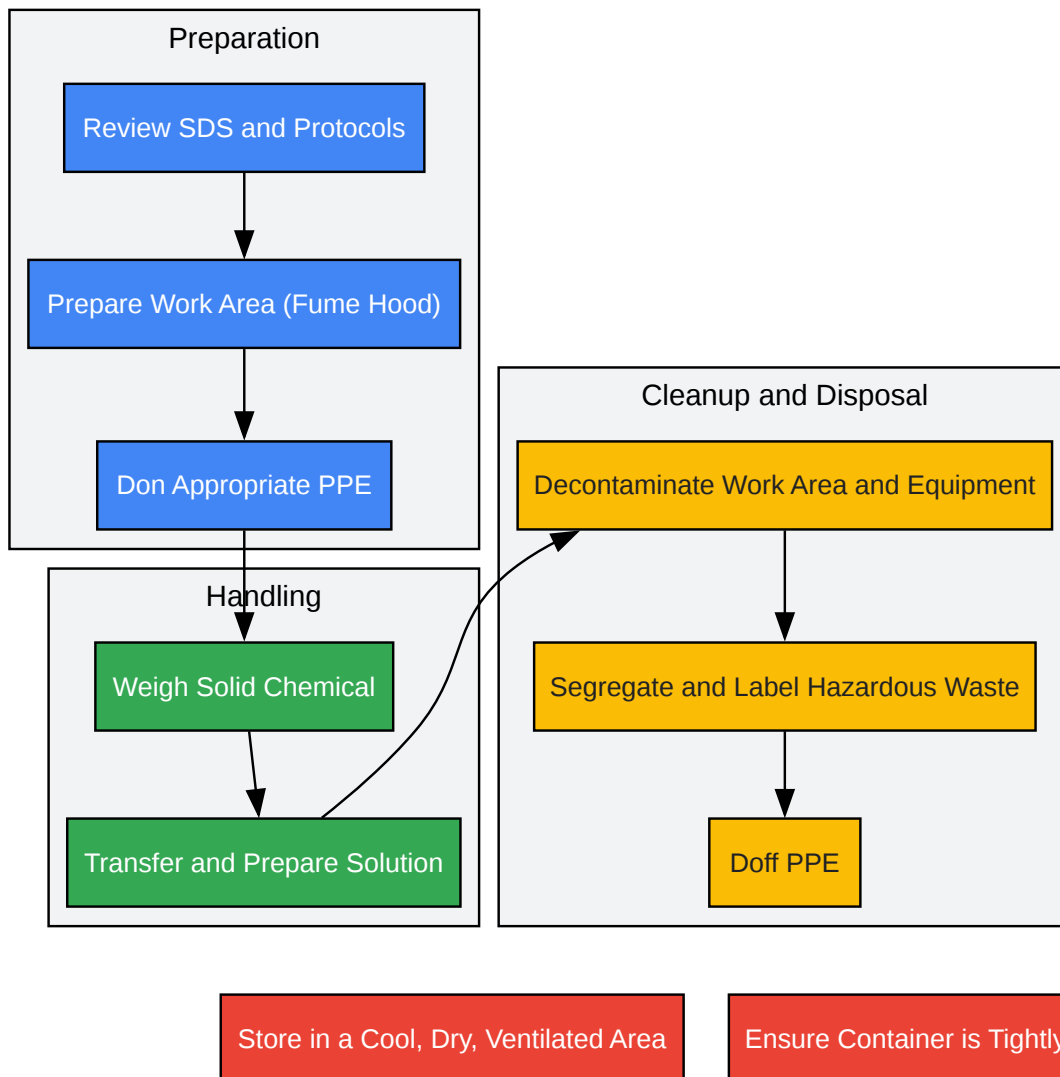 Preparation
Review SDS and Protocols
Prepare Work Area (Fume Hood)
Don Appropriate PPE
Handling
Weigh Solid Chemical
Transfer and Prepare Solution
Cleanup and Disposal
Decontaminate Work Area and Equipment
Segregate and Label Hazardous Waste
Doff PPE
Store in a Cool, Dry, Ventilated Area
Ensure Container is Tightly